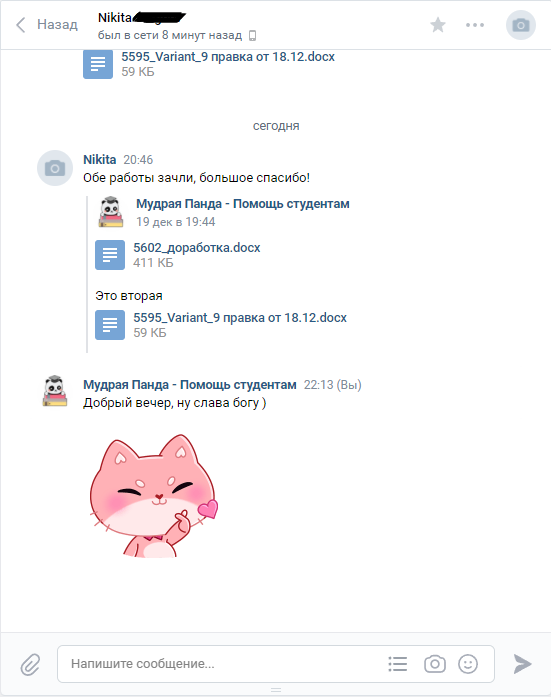 Назад
Nikita
был в сети 8 минут назад
5595_Variant_9 правка от 18.12.docx
59 КБ
сегодня
Nikita 20:46
Обе работы зачли, большое спасибо!
Мудрая Панда - Помощь студентам
19 дек в 19:44
5602_доработка.docx
411 КБ
Это вторая
5595_Variant_9 правка от 18.12.docx
59 КБ
Мудрая Панда - Помощь студентам 22:13 (Вы)
Добрый вечер, ну слава богу )
Напишите сообщение...